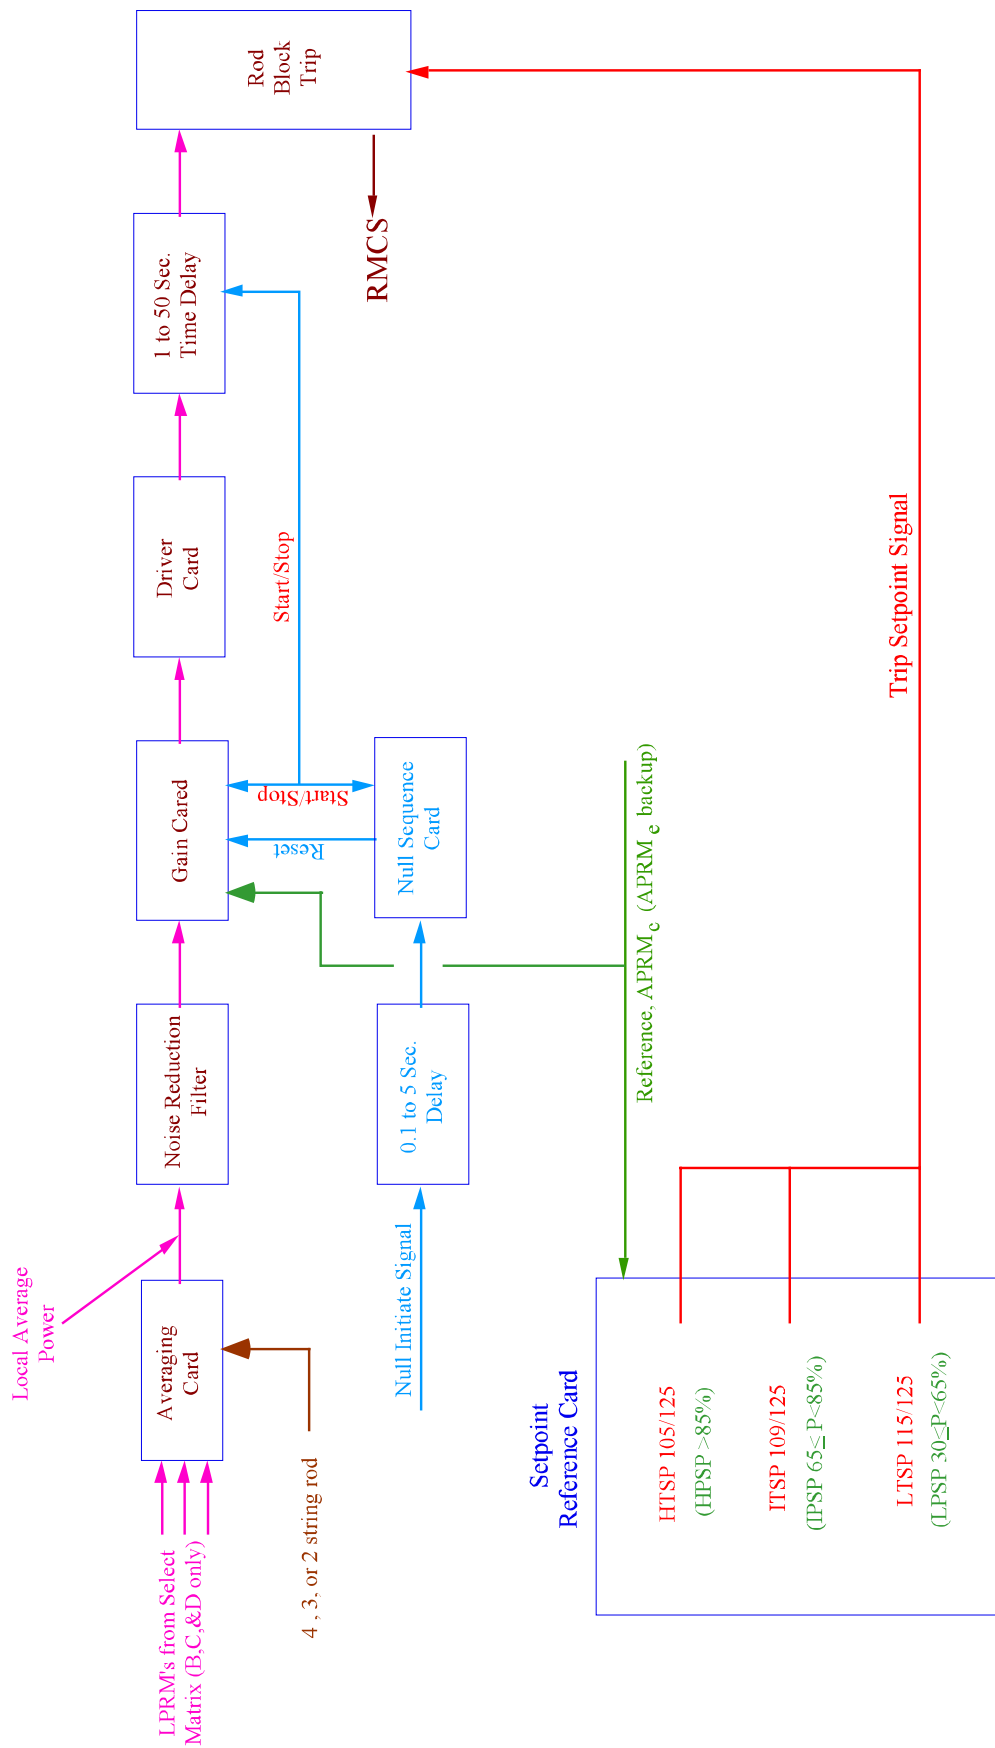 Local Average
Power
LPRM's from Select
Matrix (B,C,&D only)
Averaging
Card
Noise Reduction
Filter
Gain Cared
Driver
Card
1 to 50 Sec.
Time Delay
Rod
Block
Trip
4 , 3, or 2 string rod
Reset
Start/Stop
Start/Stop
RMCS
Null Initiate Signal
0.1 to 5 Sec.
Delay
Null Sequence
Card
Setpoint
Reference Card
Reference, APRM c (APRM e backup)
HTSP 105/125
(HPSP >85%)
ITSP 109/125
(IPSP 65≤ P<85%)
LTSP 115/125
(LPSP 30≤P<65%)
Trip Setpoint Signal